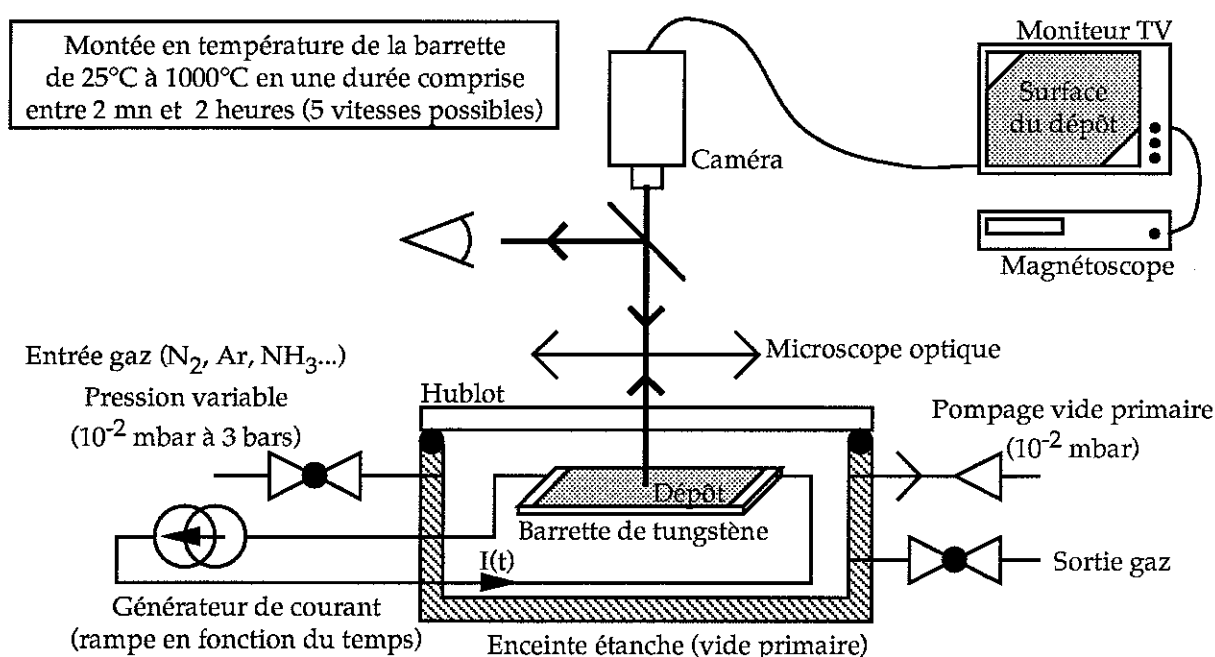 Montée en température de la barrette
de 25°C à 1000°C en une durée comprise
entre 2 mn et 2 heures (5 vitesses possibles)
Moniteur TV
Surface
du dépôt
Caméra
Magnétoscope
Microscope optique
Entrée gaz (N2, Ar, NH3...)
Pression variable
(10-2 mbar à 3 bars)
Hublot
Pompage vide primaire
(10-2 mbar)
Dépôt
Barrette de tungstène
I(t)
Sortie gaz
Générateur de courant
(rampe en fonction du temps)
Enceinte étanche (vide primaire)